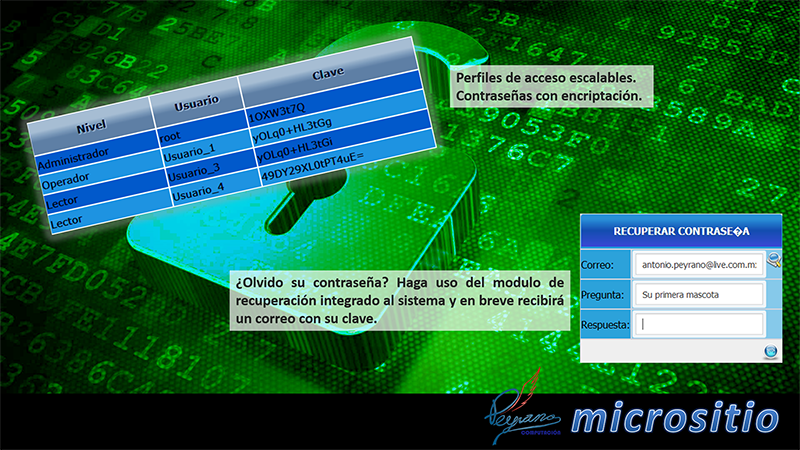 Perfiles de acceso escalables.
Contraseñas con encriptación.
Nivel Usuario Clave
Administrador root 1OXW3t7Q
Operador Usuario_1 yOLq0+HL3tGg
Lector Usuario_3 yOLq0+HL3tGi
Lector Usuario_4 49DY29XL0tPT4uE=
RECUPERAR CONTRASE�A
Correo: antonio.peyrano@live.com.m
Pregunta: Su primera mascota
Respuesta:
¿Olvido su contraseña? Haga uso del modulo de
recuperación integrado al sistema y en breve recibirá
un correo con su clave.
Peyrano
COMPUTACIÓN
micrositio